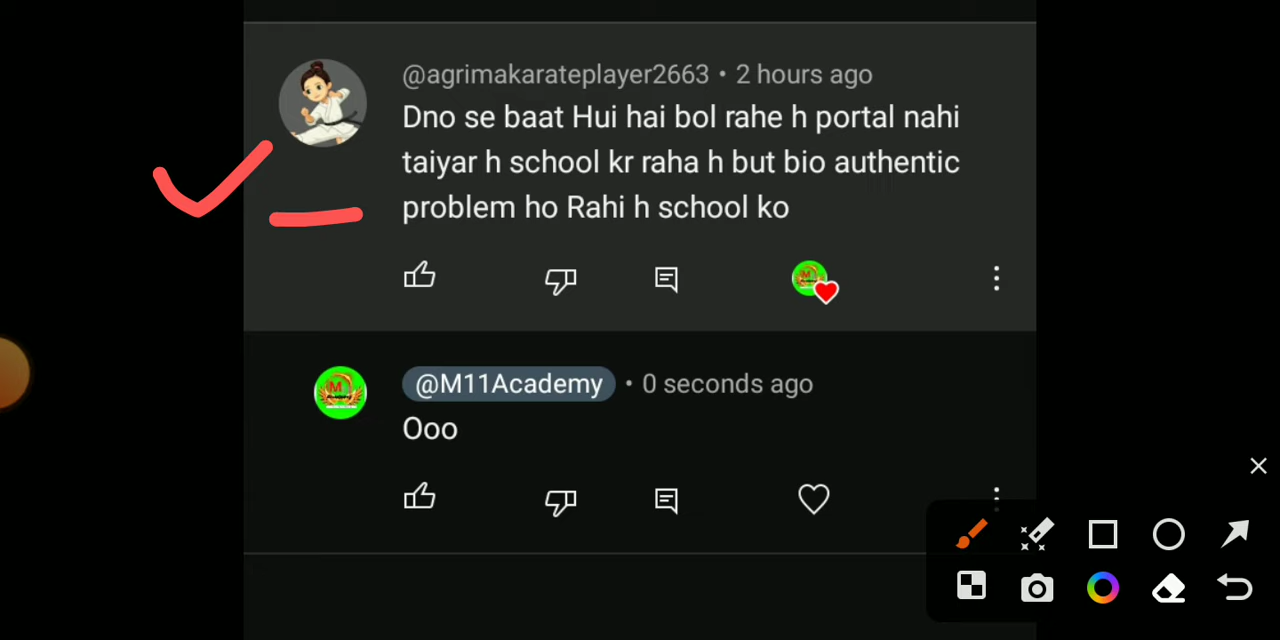 @agrimakarateplayer2663 • 2 hours ago
Dno se baat Hui hai bol rahe h portal nahi
taiyar h school kr raha h but bio authentic
problem ho Rahi h school ko
@M11Academy • 0 seconds ago
Ooo